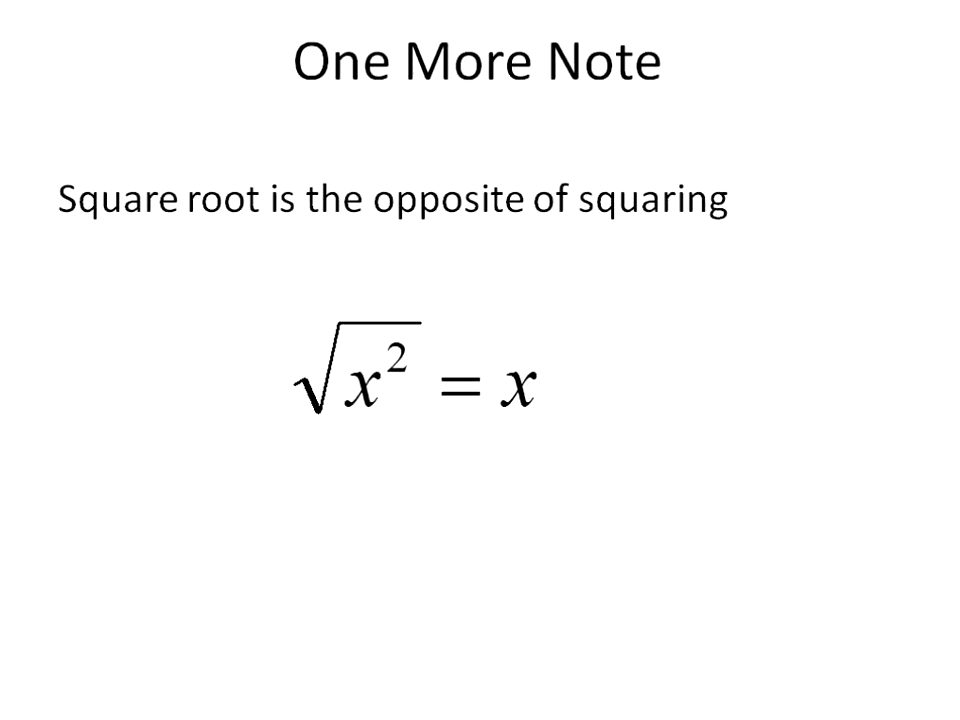 One More Note
Square root is the opposite of squaring
√x² = x